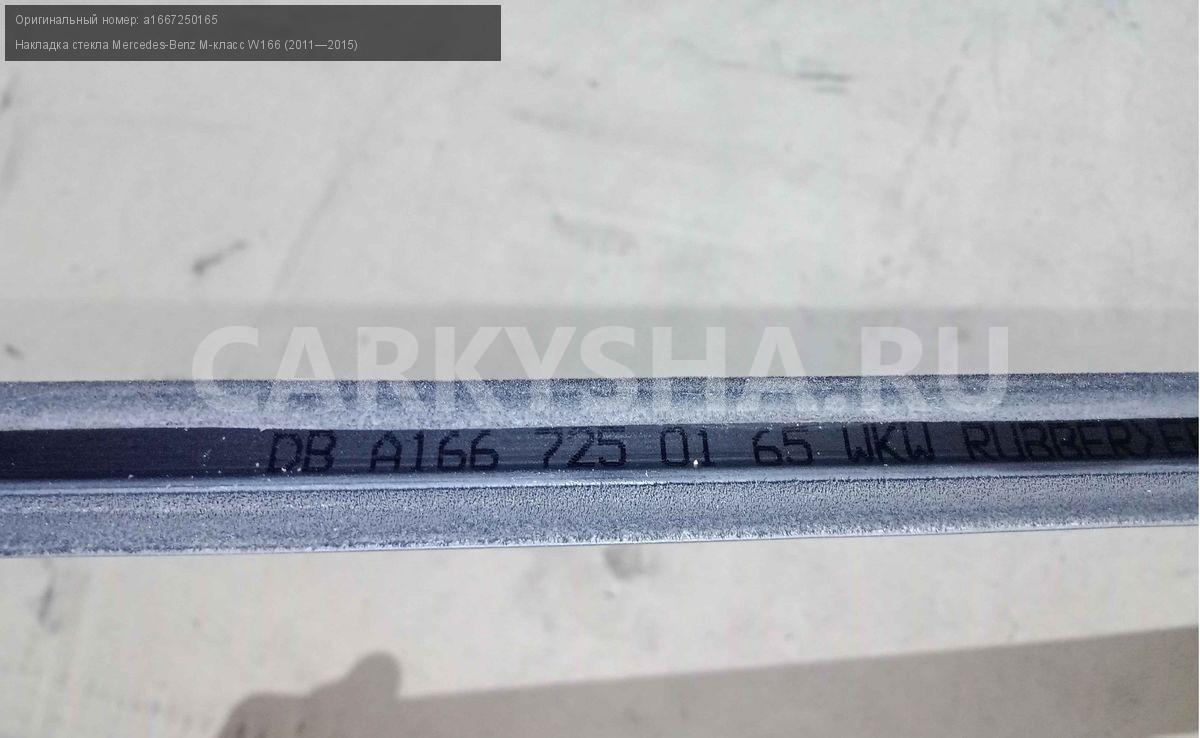 Оригинальный номер: a1667250165
Накладка стекла Mercedes-Benz М-класс W166 (2011—2015)
CARKYSHA.RU
DB A166 725 01 65 WKW RUBBER>E